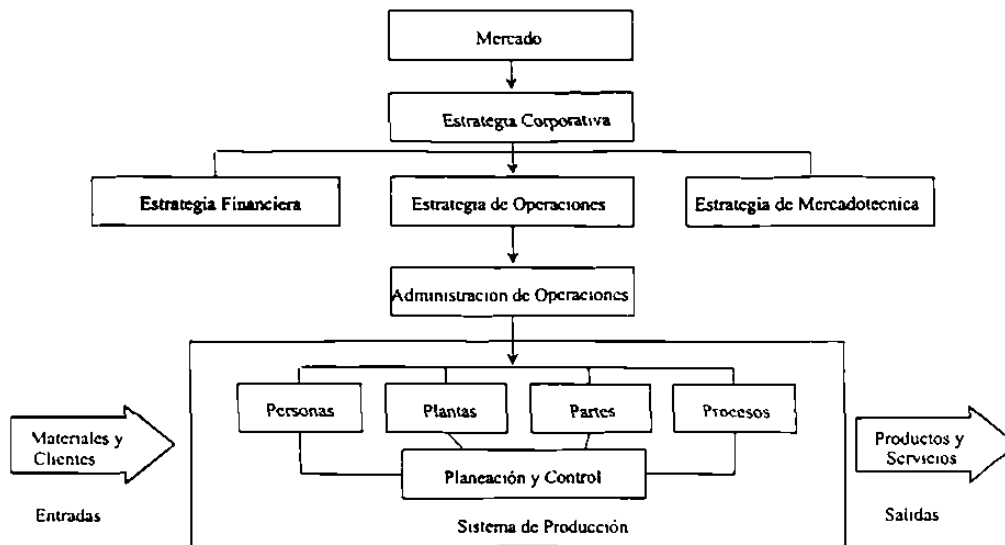 Mercado
Estrategia Corporativa
Estrategia Financiera
Estrategia de Operaciones
Estrategia de Mercadotecnica
Administracion de Operaciones
Personas
Plantas
Partes
Procesos
Materiales y
Clientes
Productos y
Servicios
Planeación y Control
Entradas
Sistema de Producción
Salidas